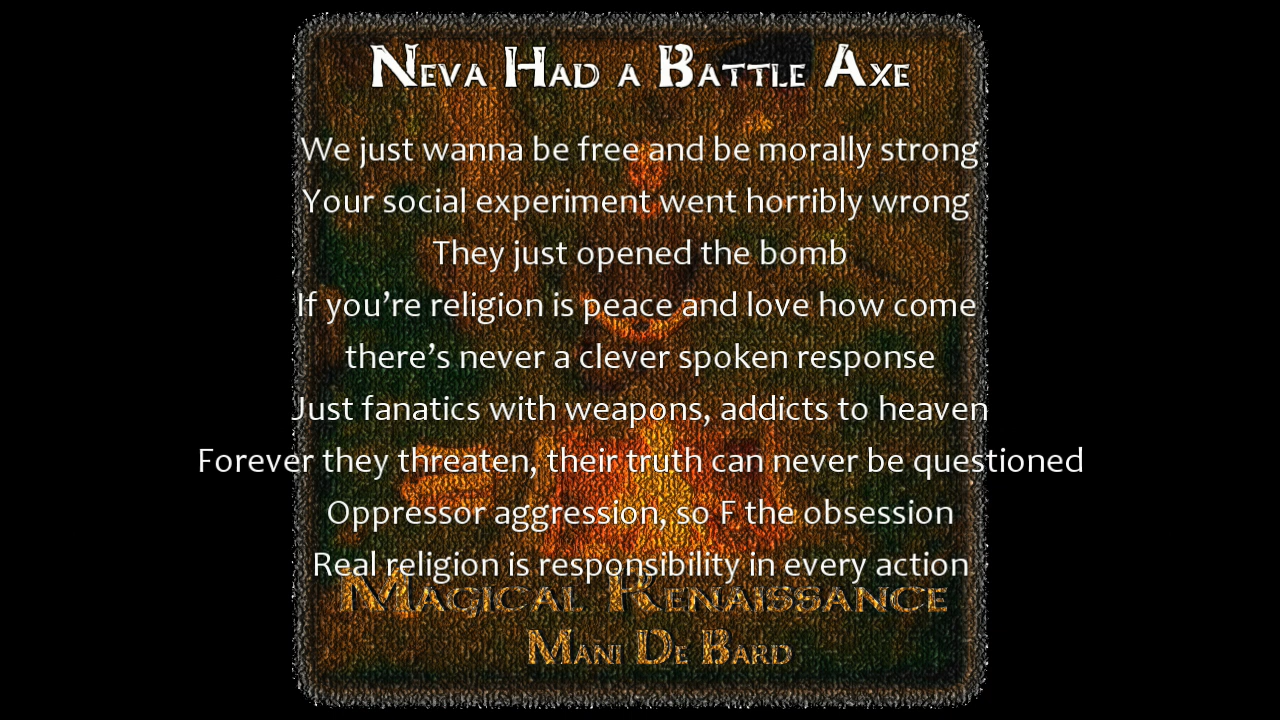 Neva Had a Battle Axe
We just wanna be free and be morally strong
Your social experiment went horribly wrong
They just opened the bomb
If you’re religion is peace and love how come
there’s never a clever spoken response
Just fanatics with weapons, addicts to heaven
Forever they threaten, their truth can never be questioned
Oppressor aggression, so F the obsession
Real religion is responsibility in every action
Magical Renaissance
Mani De Bard